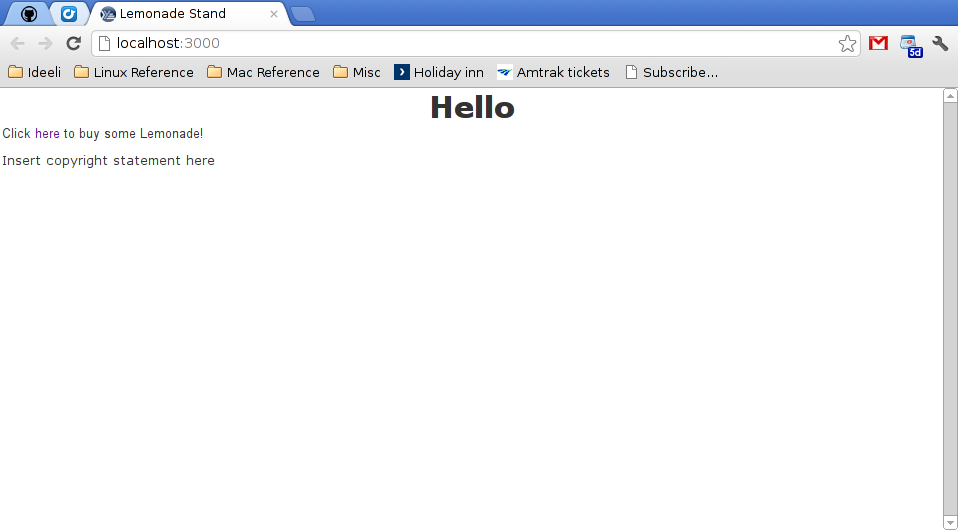 Lemonade Stand
localhost:3000
5d
Ideeli Linux Reference Mac Reference Misc Holiday inn Amtrak tickets Subscribe...
Hello
Click here to buy some Lemonade!
Insert copyright statement here